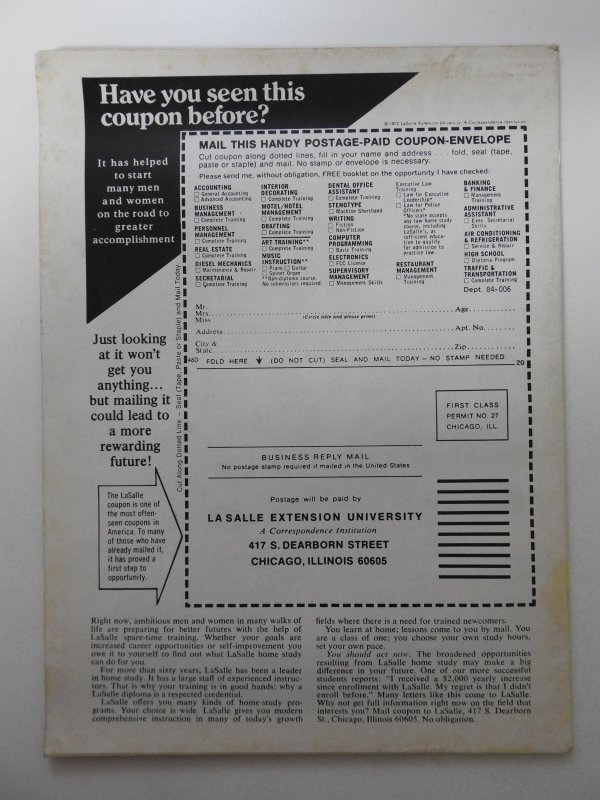 Have you seen this
coupon before?
© 1972 LaSalle Extension University, A Correspondence Institution
It has helped
to start
many men
and women
on the road to
greater
accomplishment
MAIL THIS HANDY POSTAGE-PAID COUPON-ENVELOPE
Cut coupon along dotted lines, fill in your name and address . . . fold, seal (tape,
paste or staple) and mail. No stamp or envelope is necessary.
Please send me, without obligation, FREE booklet on the opportunity I have checked:
ACCOUNTING
General Accounting
Advanced Accounting
BUSINESS
MANAGEMENT
Complete Training
PERSONNEL
MANAGEMENT
Complete Training
REAL ESTATE
Complete Training
DIESEL MECHANICS
Maintenance & Repair
SECRETARIAL
Complete Training
INTERIOR
DECORATING
Complete Training
MOTEL/HOTEL
MANAGEMENT
Complete Training
DRAFTING
Complete Training
ART TRAINING**
Complete Training
MUSIC
INSTRUCTION**
Piano Guitar
Spinet Organ
**Non-diploma course.
No submissions required.
DENTAL OFFICE
ASSISTANT
Complete Training
STENOTYPE
Machine Shorthand
WRITING
Fiction
Non-Fiction
COMPUTER
PROGRAMMING
Basic Training
ELECTRONICS
FCC License
SUPERVISORY
MANAGEMENT
Management Skills
Executive Law
Training
Law for Executive
Leadership*
Law for Police
Officers*
*No state accepts
any law home study
course, including
LaSalle's, as
sufficient educa-
tion to qualify
for admission to
practice law
RESTAURANT
MANAGEMENT
Management
Training
BANKING
& FINANCE
Management
Training
ADMINISTRATIVE
ASSISTANT
Exec. Secretarial
Skills
AIR CONDITIONING
& REFRIGERATION
Service & Repair
HIGH SCHOOL
Diploma Program
TRAFFIC &
TRANSPORTATION
Complete Training
Dept. 84-006
Mr.
Mrs. Age
Miss (Circle title and please print)
Address Apt. No.
City &
State Zip
460 FOLD HERE (DO NOT CUT) SEAL AND MAIL TODAY — NO STAMP NEEDED. 20
Cut Along Dotted Line — Seal (Tape, Paste or Staple) and Mail Today
Just looking
at it won't
get you
anything...
but mailing it
could lead to
a more
rewarding
future!
The LaSalle
coupon is one of
the most often-
seen coupons in
America. To many
of those who have
already mailed it,
it has proved a
first step to
opportunity.
FIRST CLASS
PERMIT NO. 27
CHICAGO, ILL.
BUSINESS REPLY MAIL
No postage stamp required if mailed in the United States
Postage will be paid by
LA SALLE EXTENSION UNIVERSITY
A Correspondence Institution
417 S. DEARBORN STREET
CHICAGO, ILLINOIS 60605
Right now, ambitious men and women in many walks of
life are preparing for better futures with the help of
LaSalle spare-time training. Whether your goals are
increased career opportunities or self-improvement you
owe it to yourself to find out what LaSalle home study
can do for you.
For more than sixty years, LaSalle has been a leader
in home study. It has a large staff of experienced instruc-
tors. That is why your training is in good hands; why a
LaSalle diploma is a respected credential.
LaSalle offers you many kinds of home-study pro-
grams. Your choice is wide. LaSalle gives you modern
comprehensive instruction in many of today's growth
fields where there is a need for trained newcomers.
You learn at home; lessons come to you by mail. You
are a class of one; you choose your own study hours,
set your own pace.
You should act now. The broadened opportunities
resulting from LaSalle home study may make a big
difference in your future. One of our more successful
students reports: "I received a $2,000 yearly increase
since enrollment with LaSalle. My regret is that I didn't
enroll before." Many letters like this come to LaSalle.
Why not get full information right now on the field that
interests you? Mail coupon to LaSalle, 417 S. Dearborn
St., Chicago, Illinois 60605. No obligation.